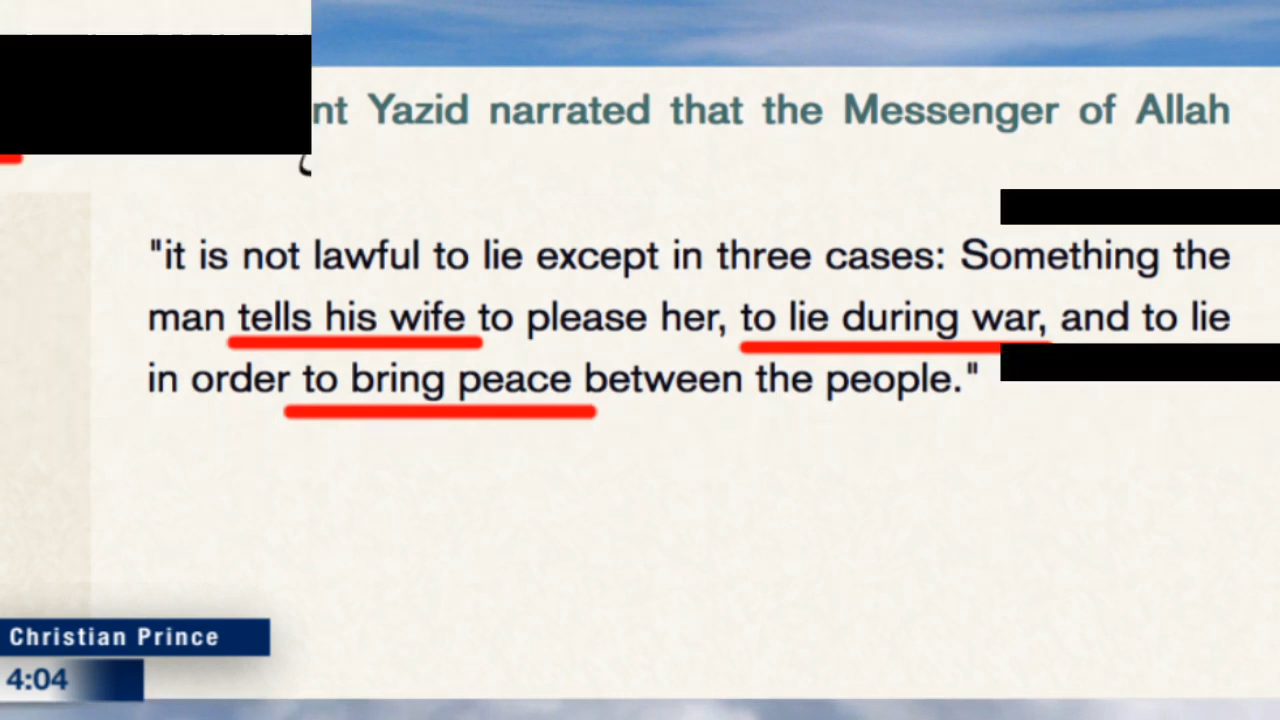 Yazid narrated that the Messenger of Allah
"it is not lawful to lie except in three cases: Something the
man tells his wife to please her, to lie during war, and to lie
in order to bring peace between the people."
Christian Prince
4:04